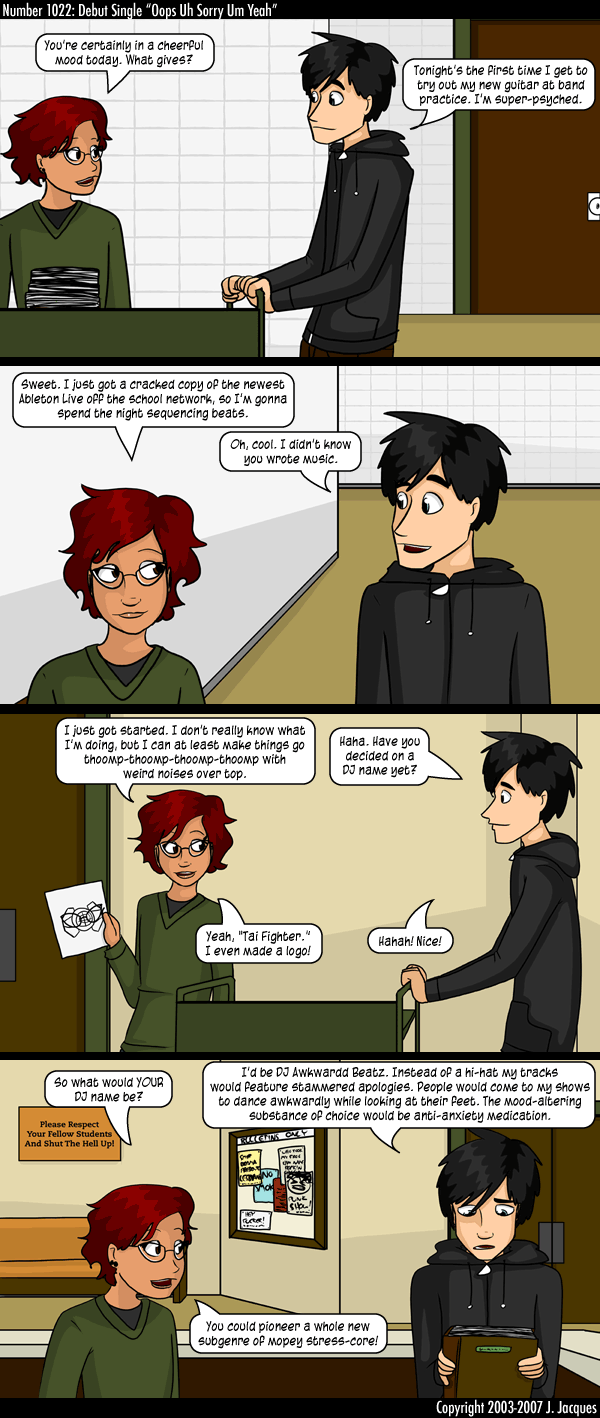 Number 1022: Debut Single “Oops Uh Sorry Um Yeah”
You're certainly in a cheerful
mood today. What gives?
Tonight's the first time I get to
try out my new guitar at band
practice. I'm super-psyched.
Sweet. I just got a cracked copy of the newest
Ableton Live off the school network, so I'm gonna
spend the night sequencing beats.
Oh, cool. I didn't know
you wrote music.
I just got started. I don't really know what
I'm doing, but I can at least make things go
thoomp-thoomp-thoomp-thoomp with
weird noises over top.
Haha. Have you
decided on a
DJ name yet?
Yeah, "Tai Fighter."
I even made a logo!
Hahah! Nice!
So what would YOUR
DJ name be?
I'd be DJ Awkwardd Beatz. Instead of a hi-hat my tracks
would feature stammered apologies. People would come to my shows
to dance awkwardly while looking at their feet. The mood-altering
substance of choice would be anti-anxiety medication.
Please Respect
Your Fellow Students
And Shut The Hell Up!
BULLETINS ONLY
NO
SMOK
PUNK
SHOW!
HEY
You could pioneer a whole new
subgenre of mopey stress-core!
Copyright 2003-2007 J. Jacques